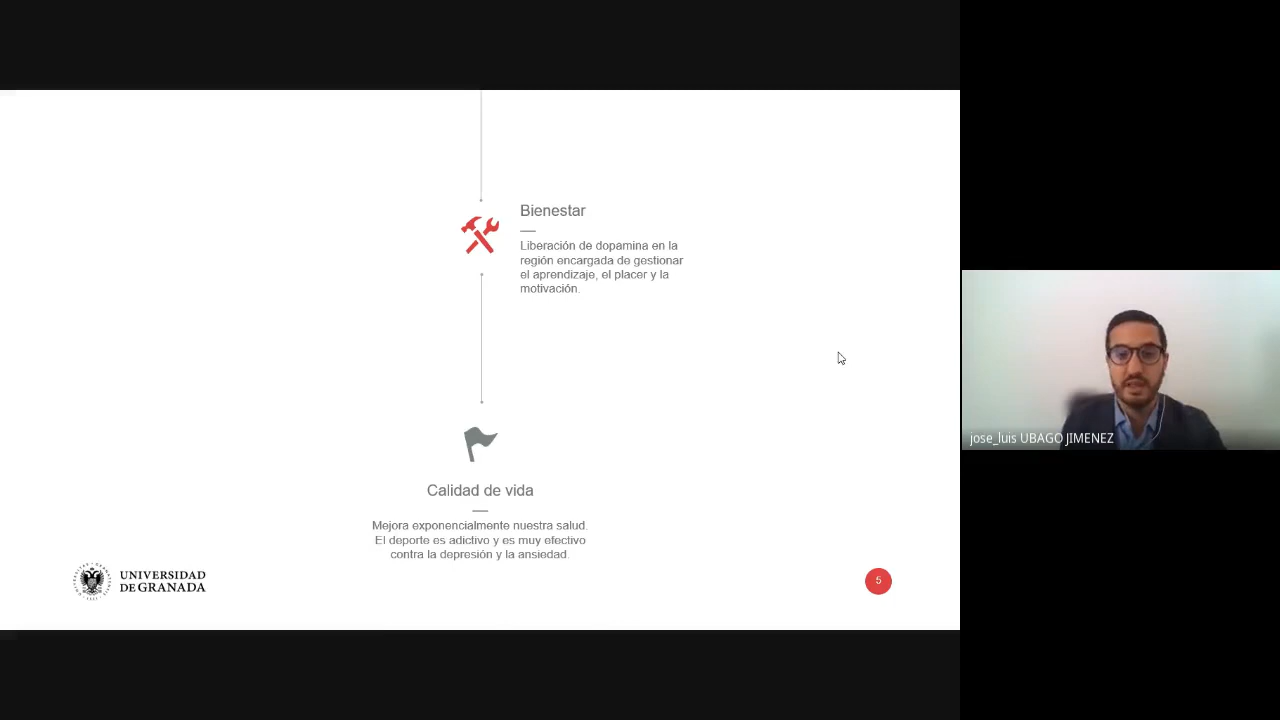 Bienestar
Liberación de dopamina en la
región encargada de gestionar
el aprendizaje, el placer y la
motivación.
Calidad de vida
Mejora exponencialmente nuestra salud.
El deporte es adictivo y es muy efectivo
contra la depresión y la ansiedad.
UNIVERSIDAD
DE GRANADA
5
jose_luis UBAGO JIMENEZ